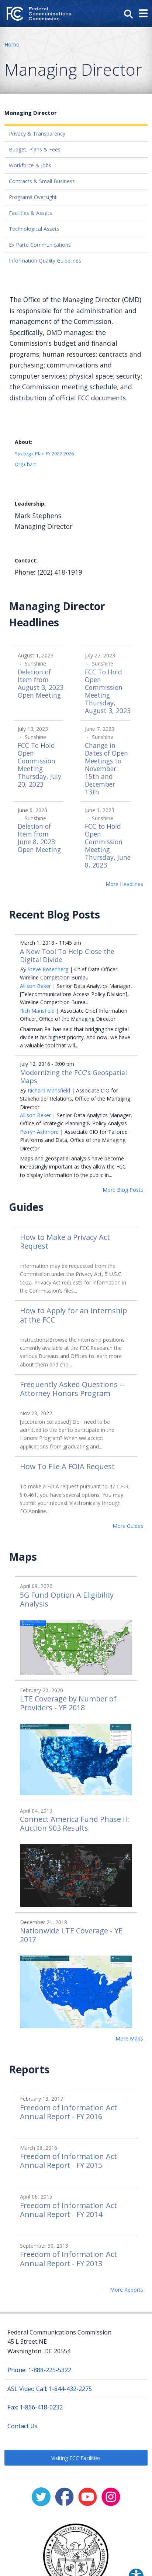 Federal
Communications
Commission
Home
Managing Director
Managing Director
Privacy & Transparency
Budget, Plans & Fees
Workforce & Jobs
Contracts & Small Business
Programs Oversight
Facilities & Assets
Technological Assets
Ex Parte Communications
Information Quality Guidelines
The Office of the Managing Director (OMD)
is responsible for the administration and
management of the Commission.
Specifically, OMD manages: the
Commission's budget and financial
programs; human resources; contracts and
purchasing; communications and
computer services; physical space; security;
the Commission meeting schedule; and
distribution of official FCC documents.
About:
Strategic Plan FY 2022-2026
Org Chart
Leadership:
Mark Stephens
Managing Director
Contact:
Phone: (202) 418-1919
Managing Director
Headlines
August 1, 2023
- Sunshine
Deletion of
Item from
August 3, 2023
Open Meeting
July 27, 2023
- Sunshine
FCC To Hold
Open
Commission
Meeting
Thursday,
August 3, 2023
July 13, 2023
- Sunshine
FCC To Hold
Open
Commission
Meeting
Thursday, July
20, 2023
June 7, 2023
- Sunshine
Change in
Dates of Open
Meetings to
November
15th and
December
13th
June 6, 2023
- Sunshine
Deletion of
Item from
June 8, 2023
Open Meeting
June 1, 2023
- Sunshine
FCC to Hold
Open
Commission
Meeting
Thursday, June
8, 2023
More Headlines
Recent Blog Posts
March 1, 2018 - 11:45 am
A New Tool To Help Close the
Digital Divide
By Steve Rosenberg | Chief Data Officer,
Wireline Competition Bureau
Allison Baker | Senior Data Analytics Manager,
[Telecommunications Access Policy Division],
Wireline Competition Bureau
Rich Mansfield | Associate Chief Information
Officer, Office of the Managing Director
Chairman Pai has said that bridging the digital
divide is his highest priority. And now, we have
a valuable tool that will...
July 12, 2016 - 3:00 pm
Modernizing the FCC's Geospatial
Maps
By Richard Mansfield | Associate CIO for
Stakeholder Relations, Office of the Managing
Director
Allison Baker | Senior Data Analytics Manager,
Office of Strategic Planning & Policy Analysis
Perryn Ashmore | Associate CIO for Tailored
Platforms and Data, Office of the Managing
Director
Maps and geospatial analysis have become
increasingly important as they allow the FCC
to display information to the public in...
More Blog Posts
Guides
How to Make a Privacy Act
Request
Information may be requested from the
Commission under the Privacy Act, 5 U.S.C.
552a. Privacy Act requests for information in
the Commission's files...
How to Apply for an Internship
at the FCC
Instructions:Browse the internship positions
currently available at the FCC.Research the
various Bureaus and Offices to learn more
about them and cho...
Frequently Asked Questions --
Attorney Honors Program
Nov 23, 2022
[accordion collapsed] Do I need to be
admitted to the bar to participate in the
Honors Program? When we accept
applications from graduating and...
How To File A FOIA Request
To make a FOIA request pursuant to 47 C.F.R.
§ 0.461, you have several options: You may
submit your request electronically through
FOIAonline....
More Guides
Maps
April 09, 2020
5G Fund Option A Eligibility
Analysis
February 20, 2020
LTE Coverage by Number of
Providers - YE 2018
April 04, 2019
Connect America Fund Phase II:
Auction 903 Results
December 21, 2018
Nationwide LTE Coverage - YE
2017
More Maps
Reports
February 13, 2017
Freedom of Information Act
Annual Report - FY 2016
March 08, 2016
Freedom of Information Act
Annual Report - FY 2015
April 06, 2015
Freedom of Information Act
Annual Report - FY 2014
September 30, 2013
Freedom of Information Act
Annual Report - FY 2013
More Reports
Federal Communications Commission
45 L Street NE
Washington, DC 20554
Phone: 1-888-225-5322
ASL Video Call: 1-844-432-2275
Fax: 1-866-418-0232
Contact Us
Visiting FCC Facilities